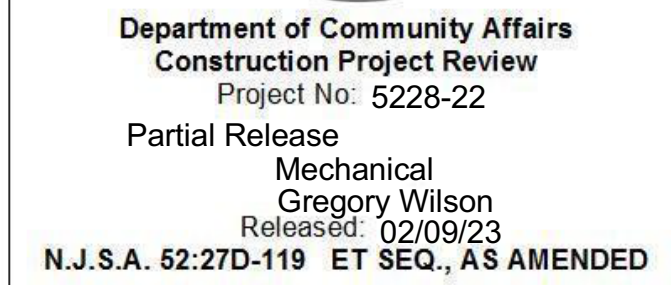 Department of Community Affairs
Construction Project Review
Project No: 5228-22
Partial Release
Mechanical
Gregory Wilson
Released: 02/09/23
N.J.S.A. 52:27D-119 ET SEQ., AS AMENDED